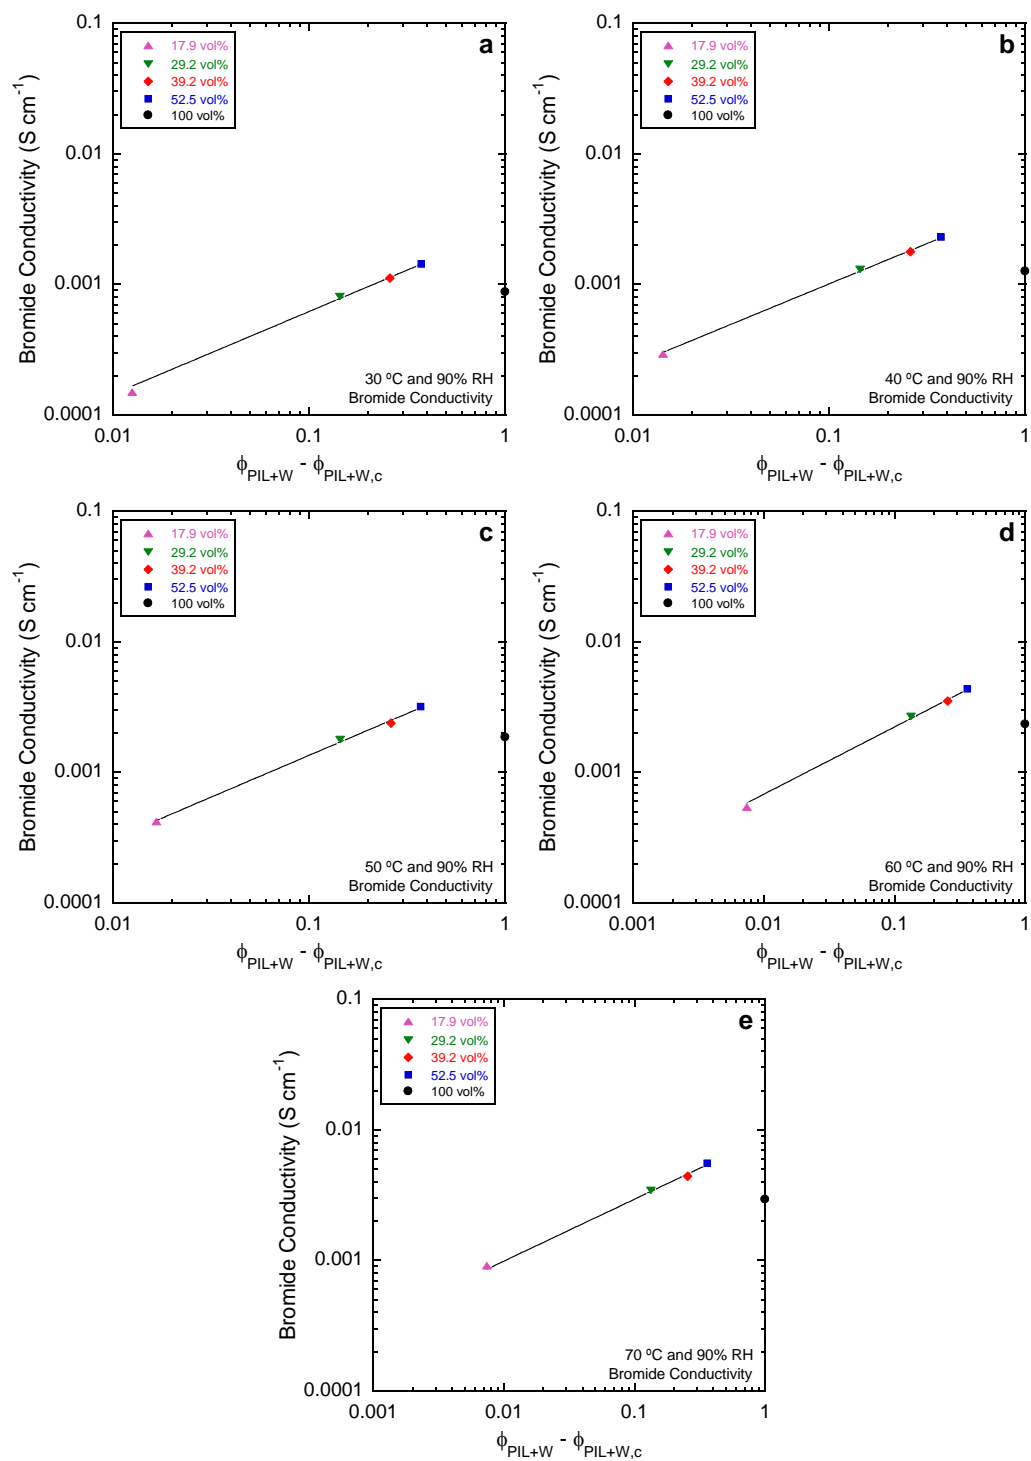 a
17.9 vol%
29.2 vol%
39.2 vol%
52.5 vol%
100 vol%
Bromide Conductivity (S cm⁻¹)
0.1
0.01
0.001
0.0001
30 ºC and 90% RH
Bromide Conductivity
0.01 0.1 1
ϕPIL+W - ϕPIL+W,c
b
17.9 vol%
29.2 vol%
39.2 vol%
52.5 vol%
100 vol%
Bromide Conductivity (S cm⁻¹)
0.1
0.01
0.001
0.0001
40 ºC and 90% RH
Bromide Conductivity
0.01 0.1 1
ϕPIL+W - ϕPIL+W,c
c
17.9 vol%
29.2 vol%
39.2 vol%
52.5 vol%
100 vol%
Bromide Conductivity (S cm⁻¹)
0.1
0.01
0.001
0.0001
50 ºC and 90% RH
Bromide Conductivity
0.01 0.1 1
ϕPIL+W - ϕPIL+W,c
d
17.9 vol%
29.2 vol%
39.2 vol%
52.5 vol%
100 vol%
Bromide Conductivity (S cm⁻¹)
0.1
0.01
0.001
0.0001
60 ºC and 90% RH
Bromide Conductivity
0.001 0.01 0.1 1
ϕPIL+W - ϕPIL+W,c
e
17.9 vol%
29.2 vol%
39.2 vol%
52.5 vol%
100 vol%
Bromide Conductivity (S cm⁻¹)
0.1
0.01
0.001
0.0001
70 ºC and 90% RH
Bromide Conductivity
0.001 0.01 0.1 1
ϕPIL+W - ϕPIL+W,c